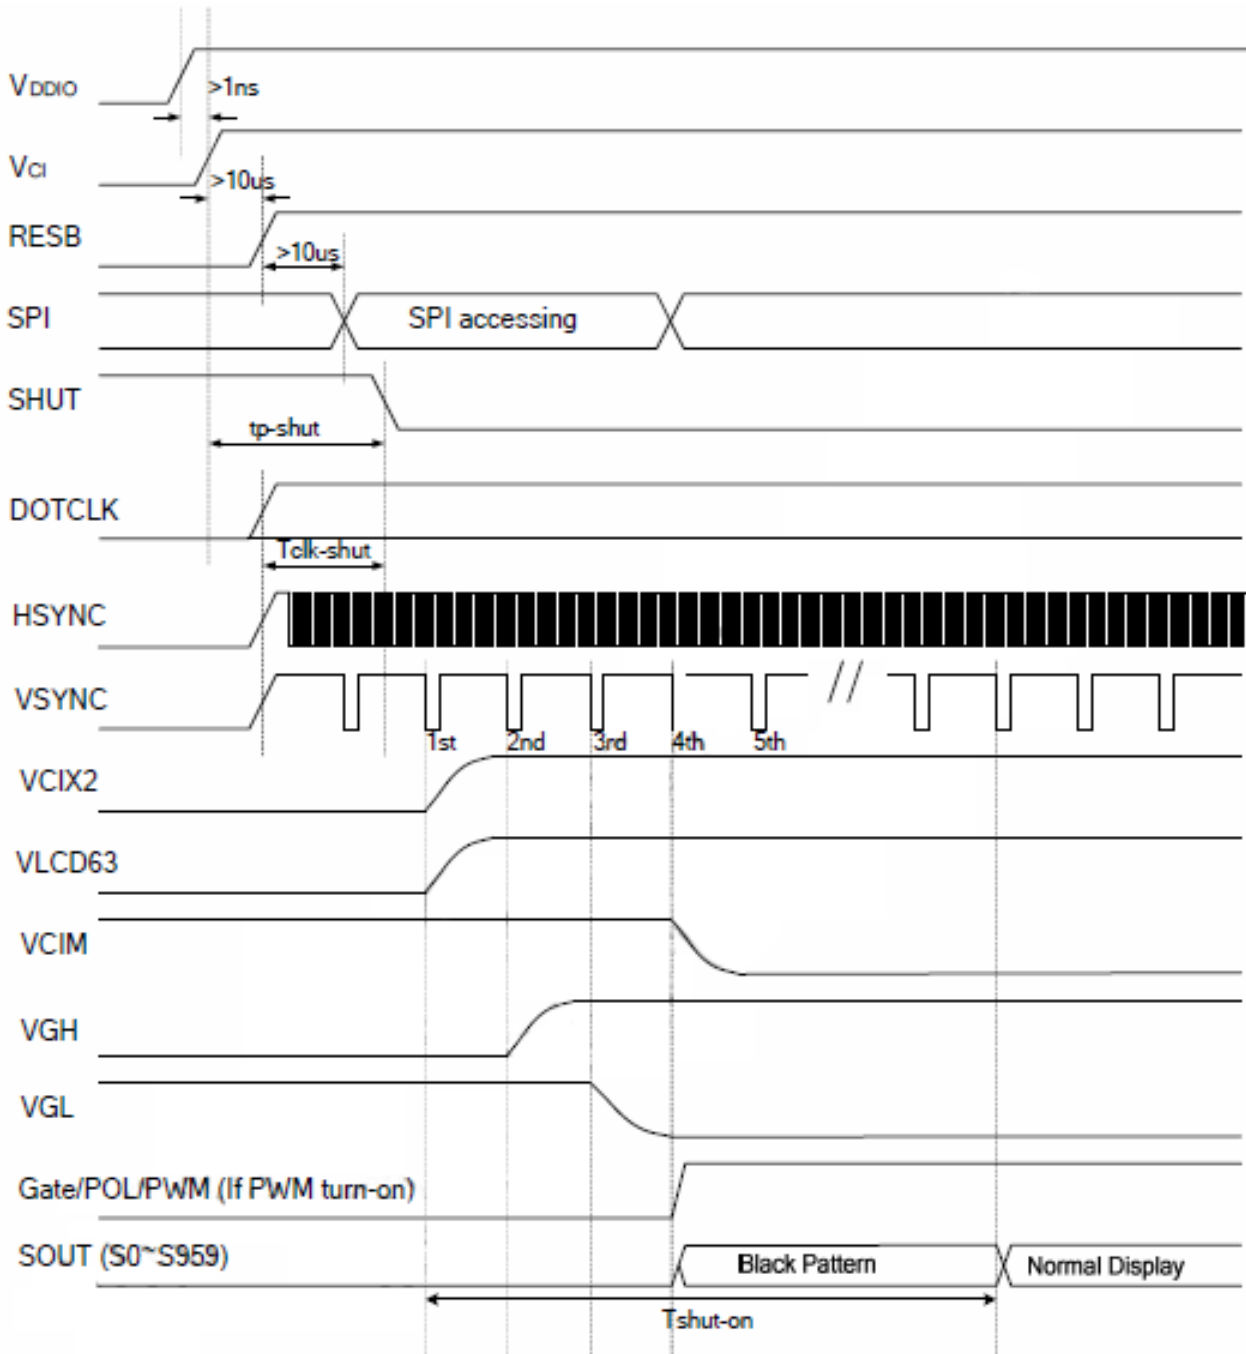 VDDIO
>1ns
VCI
>10us
RESB
>10us
SPI
SPI accessing
SHUT
tp-shut
DOTCLK
Tclk-shut
HSYNC
VSYNC
//
1st 2nd 3rd 4th 5th
VCIX2
VLCD63
VCIM
VGH
VGL
Gate/POL/PWM (If PWM turn-on)
SOUT (S0~S959)
Black Pattern
Normal Display
Tshut-on